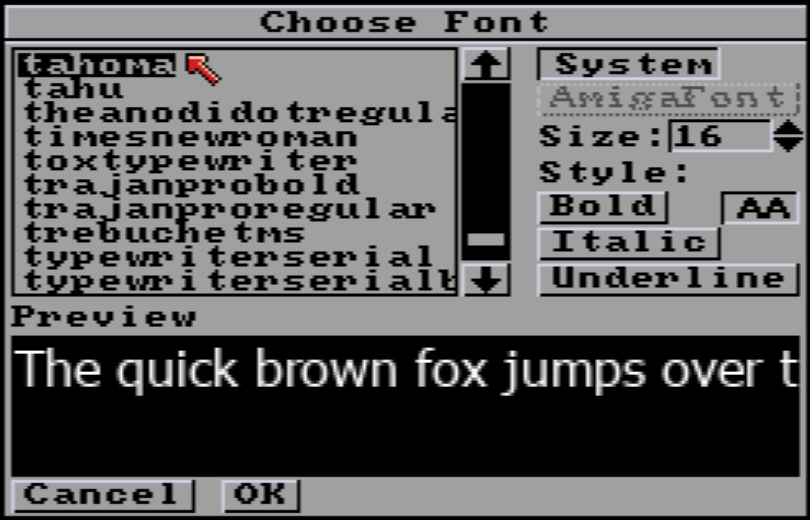 Choose Font
tahoma
tahu
theanodidotregula
timesnewroman
toxtypewriter
trajanprobold
trajanproregular
trebuchetms
typewriterserial
typewriterserialb
System
AmigaFont
Size: 16
Style:
Bold AA
Italic
Underline
Preview
The quick brown fox jumps over t
Cancel OK